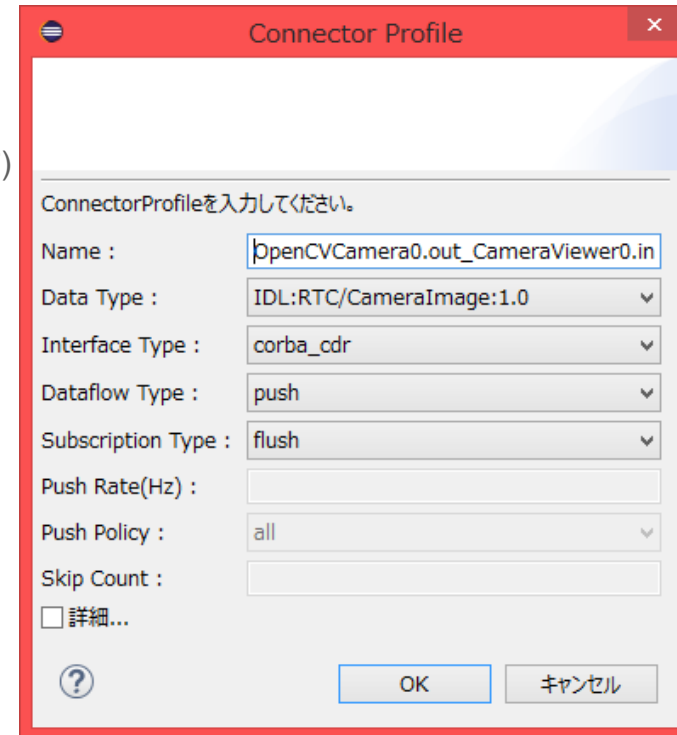 Connector Profile
)
ConnectorProfileを入力してください。
Name : OpenCVCamera0.out_CameraViewer0.in
Data Type : IDL:RTC/CameraImage:1.0
Interface Type : corba_cdr
Dataflow Type : push
Subscription Type : flush
Push Rate(Hz) :
Push Policy : all
Skip Count :
詳細...
OK キャンセル